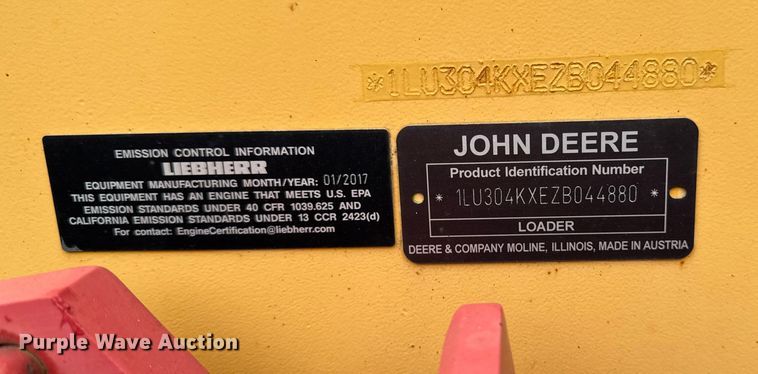 *1LU304KXEZB044880*
EMISSION CONTROL INFORMATION
LIEBHERR
EQUIPMENT MANUFACTURING MONTH/YEAR: 01/2017
THIS EQUIPMENT HAS AN ENGINE THAT MEETS U.S. EPA
EMISSION STANDARDS UNDER 40 CFR 1039.625 AND
CALIFORNIA EMISSION STANDARDS UNDER 13 CCR 2423(d)
For contact: EngineCertification@liebherr.com
JOHN DEERE
Product Identification Number
* 1LU304KXEZB044880 *
LOADER
DEERE & COMPANY MOLINE, ILLINOIS, MADE IN AUSTRIA
Purple Wave Auction